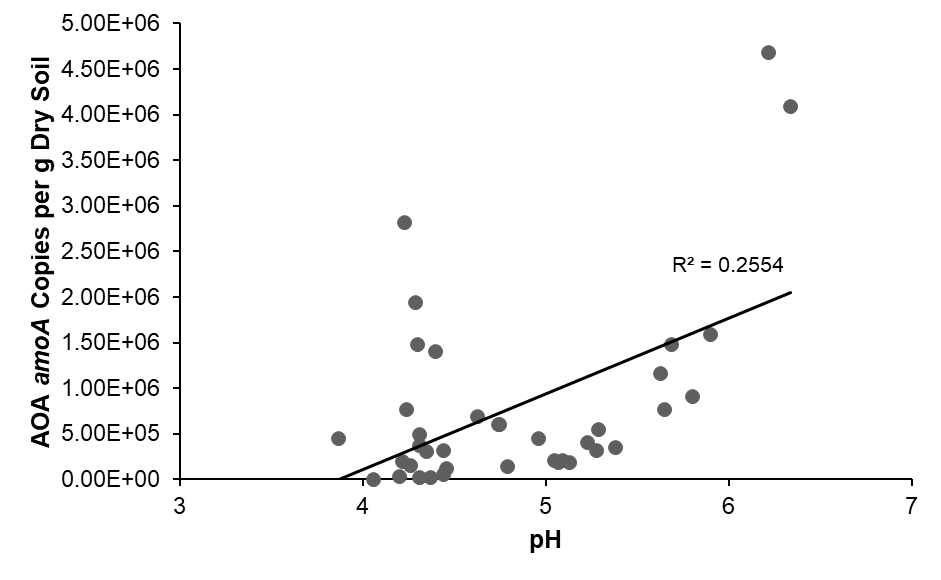 AOA amoA Copies per g Dry Soil
5.00E+06
4.50E+06
4.00E+06
3.50E+06
3.00E+06
2.50E+06
2.00E+06
1.50E+06
1.00E+06
5.00E+05
0.00E+00
R² = 0.2554
3 4 5 6 7
pH